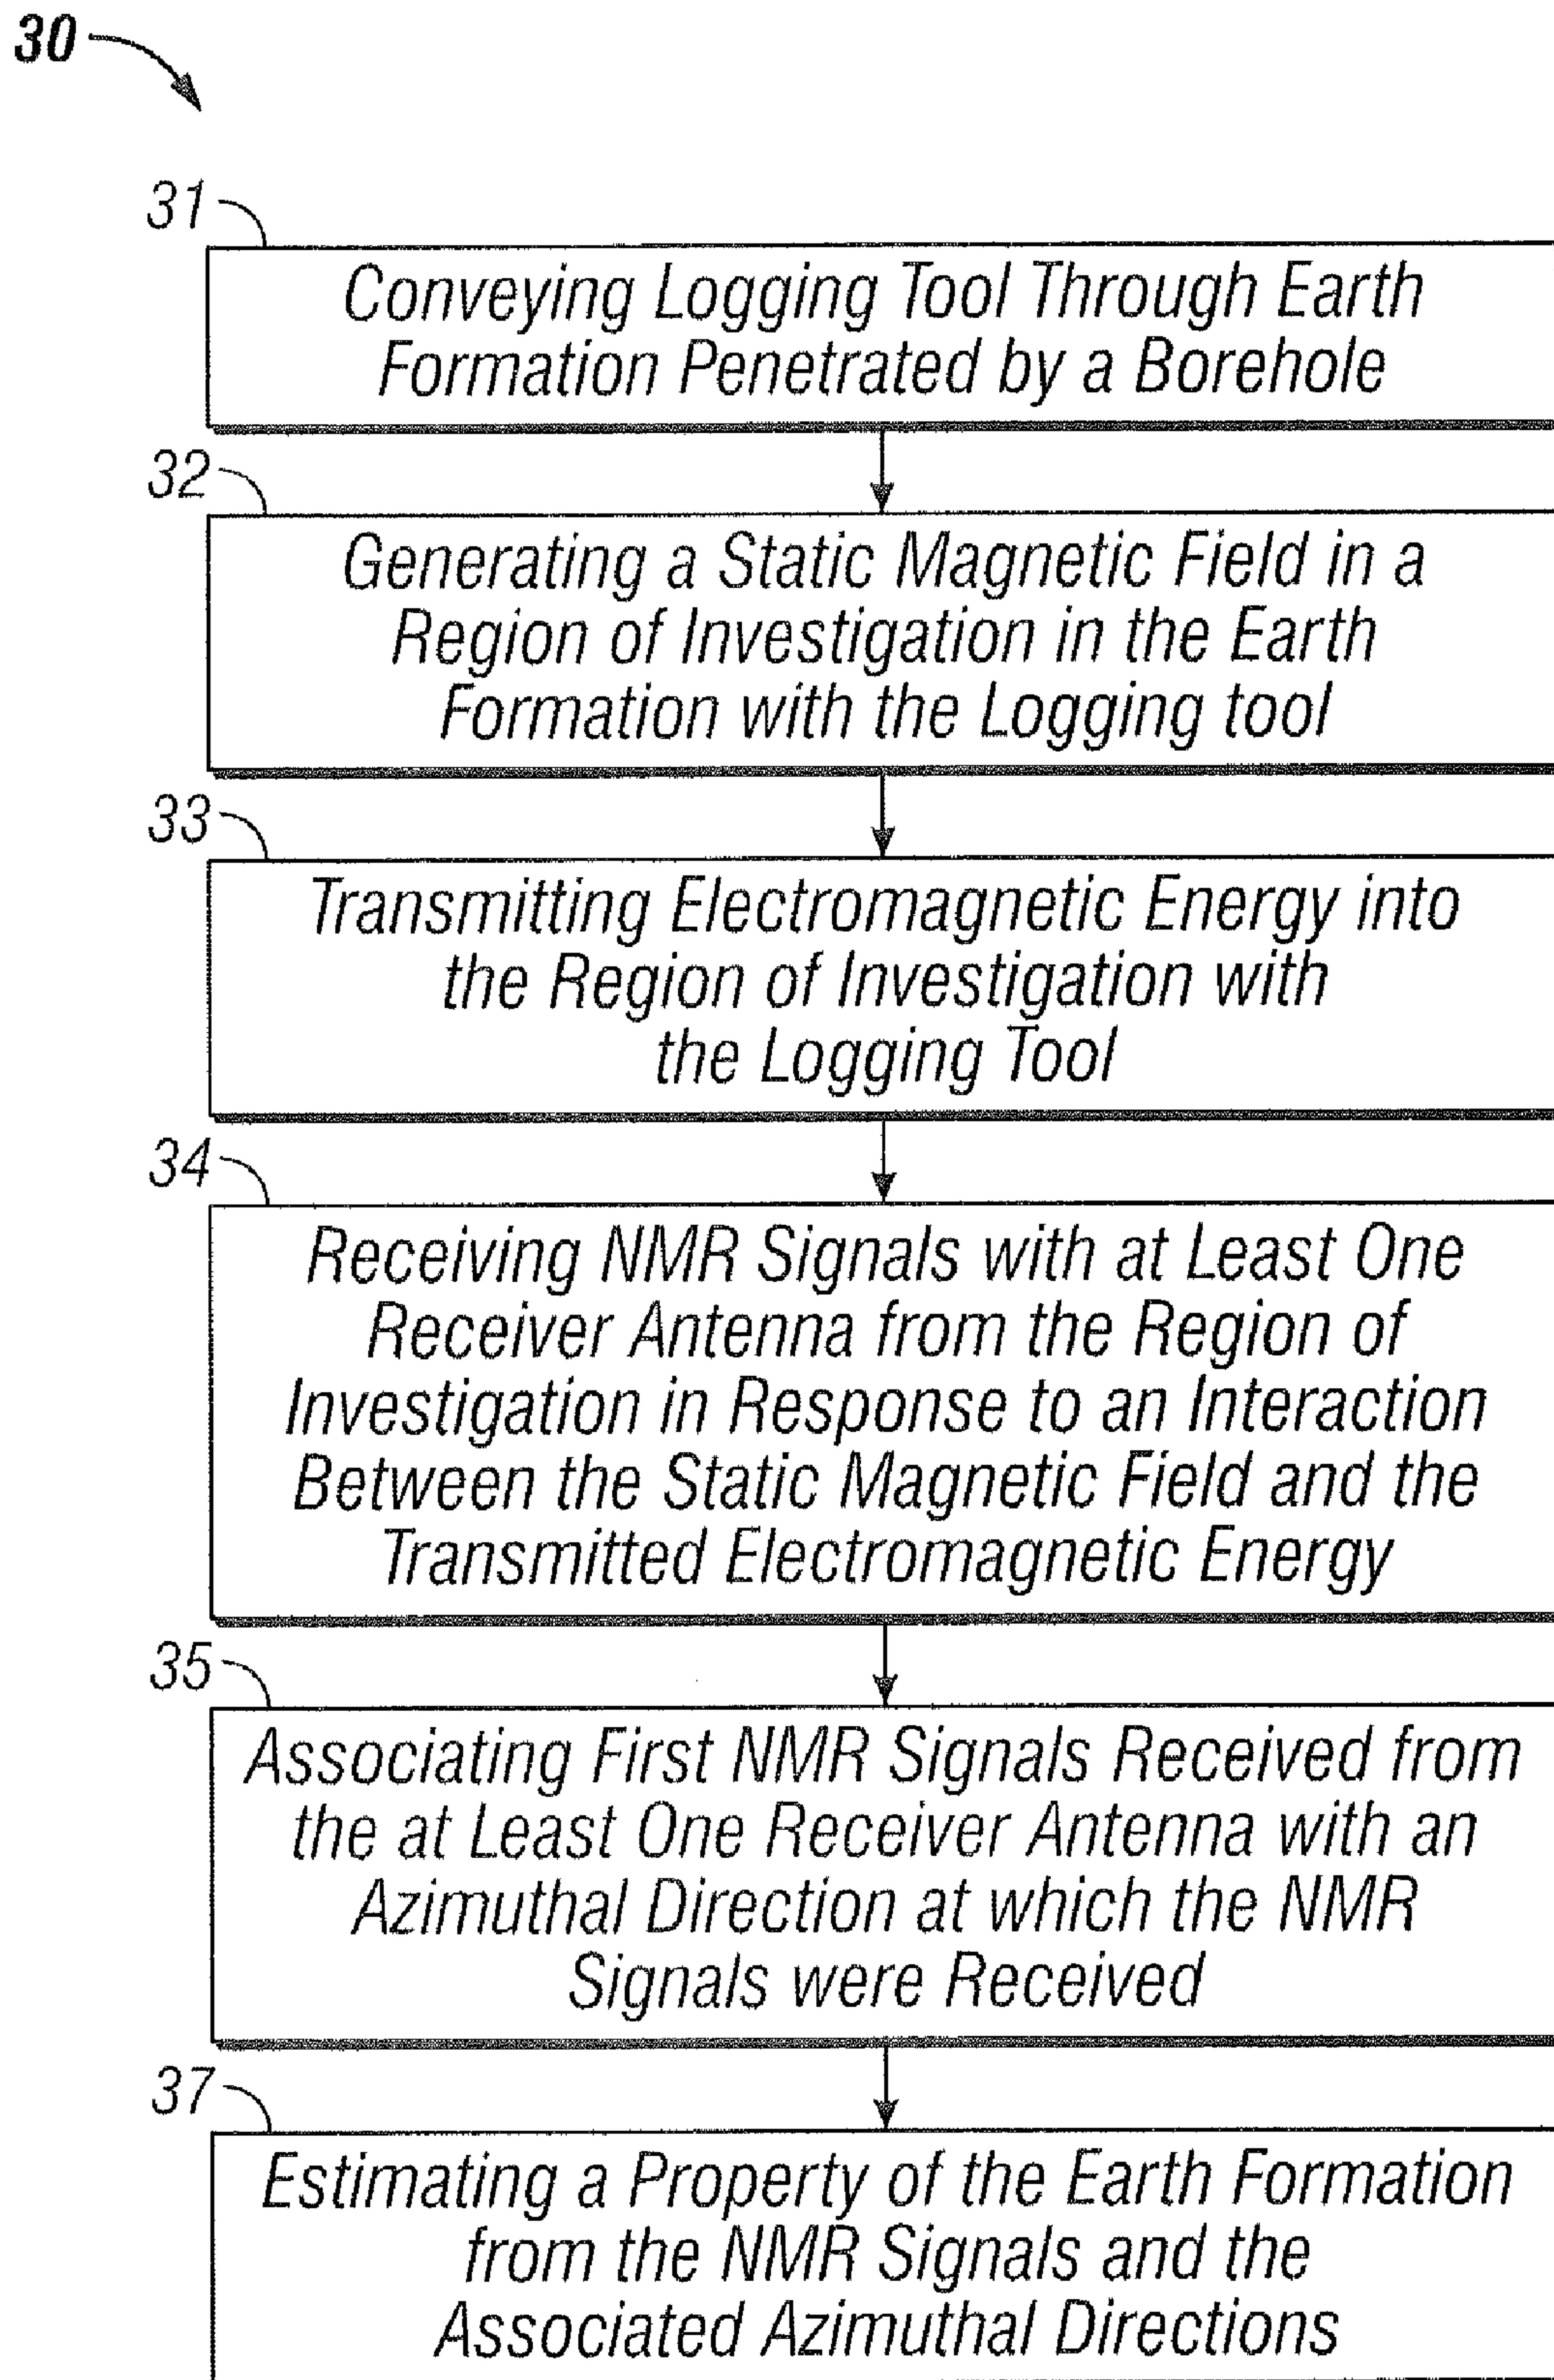 30
31
Conveying Logging Tool Through Earth
Formation Penetrated by a Borehole
32
Generating a Static Magnetic Field in a
Region of Investigation in the Earth
Formation with the Logging tool
33
Transmitting Electromagnetic Energy into
the Region of Investigation with
the Logging Tool
34
Receiving NMR Signals with at Least One
Receiver Antenna from the Region of
Investigation in Response to an Interaction
Between the Static Magnetic Field and the
Transmitted Electromagnetic Energy
35
Associating First NMR Signals Received from
the at Least One Receiver Antenna with an
Azimuthal Direction at which the NMR
Signals were Received
37
Estimating a Property of the Earth Formation
from the NMR Signals and the
Associated Azimuthal Directions